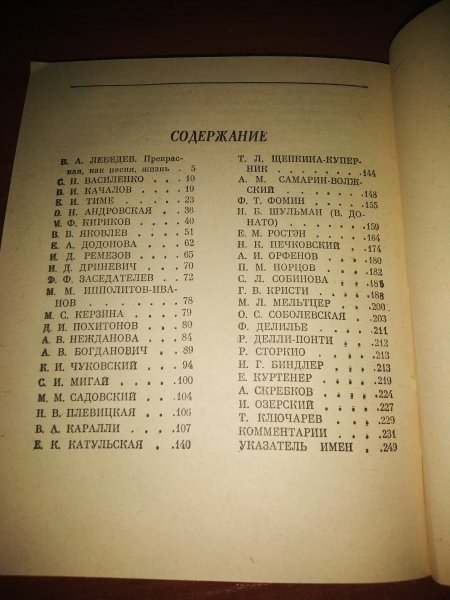 СОДЕРЖАНИЕ
В. А. ЛЕБЕДЕВ. Прекрас-
ная, как песня, жизнь . 5
С. Н. ВАСИЛЕНКО . . 10
В. И. КАЧАЛОВ . . . 19
Е. И. ТИМЕ . . . . 23
О. Н. АНДРОВСКАЯ . . 36
М. Ф. КИРИКОВ . . . 40
В. В. ЯКОВЛЕВ . . . 51
Е. А. ДОДОНОВА . . 62
И. Д. РЕМЕЗОВ . . . 65
И. Д. ДРИНЕВИЧ . . . 70
Ф. Ф. ЗАСЕДАТЕЛЕВ . . 72
М. М. ИППОЛИТОВ-ИВА-
НОВ . . . . . . . 78
М. С. КЕРЗИНА . . . 79
Д. И. ПОХИТОНОВ . . 80
А. В. НЕЖДАНОВА . . 84
А. В. БОГДАНОВИЧ . . 89
К. И. ЧУКОВСКИЙ . . 94
С. И. МИГАЙ . . . 100
М. М. САДОВСКИЙ . . 104
Н. В. ПЛЕВИЦКАЯ . . 106
В. А. КАРАЛЛИ . . . 107
Е. К. КАТУЛЬСКАЯ . . 140
Т. Л. ЩЕПКИНА-КУПЕР-
НИК . . . . . . . 144
А. М. САМАРИН-ВОЛЖ-
СКИЙ . . . . . . 148
Ф. Т. ФОМИН . . . . 155
Н. Б. ШУЛЬМАН (В. ДО-
НАТО) . . . . . . 159
Е. М. РОСТЭН . . . . 164
Н. К. ПЕЧКОВСКИЙ . . 174
А. И. ОРФЕНОВ . . . 180
П. М. НОРЦОВ . . . 182
С. Л. СОБИНОВА . . . 185
Г. В. КРИСТИ . . . . 188
М. Л. МЕЛЬТЦЕР . . . 200
О. С. СОБОЛЕВСКАЯ . . 203
Ф. ДЕЛИЛЬЕ . . . . 211
Р. ДЕЛЛИ-ПОНТИ . . . 212
Р. СТОРКИО . . . . 213
И. Г. БИНДЛЕР . . . 213
Е. КУРТЕНЕР . . . . 219
А. СКРЕБКОВ . . . . 224
И. ОЗЕРСКИЙ . . . . 227
Т. КЛЮЧАРЕВ . . . . 229
КОММЕНТАРИИ . . . . 231
УКАЗАТЕЛЬ ИМЕН . . 249